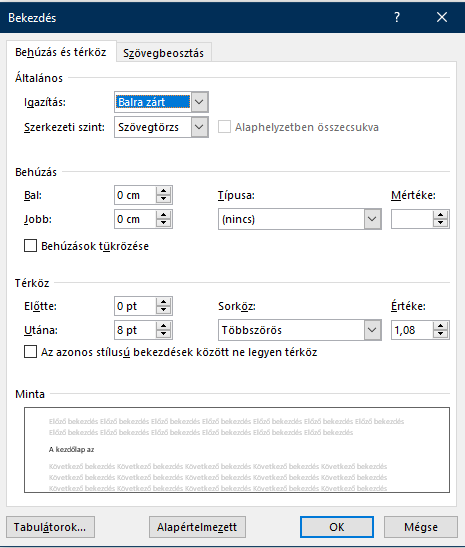 Bekezdés ? ×
Behúzás és térköz Szövegbeosztás
Általános
Igazítás: Balra zárt
Szerkezeti szint: Szövegtörzs Alaphelyzetben összecsukva
Behúzás
Bal: 0 cm Típusa: Mértéke:
Jobb: 0 cm (nincs)
Behúzások tükrözése
Térköz
Előtte: 0 pt Sorköz: Értéke:
Utána: 8 pt Többszörös 1,08
Az azonos stílusú bekezdések között ne legyen térköz
Minta
Előző bekezdés Előző bekezdés Előző bekezdés Előző bekezdés Előző bekezdés Előző bekezdés Előző bekezdés
Előző bekezdés Előző bekezdés Előző bekezdés Előző bekezdés Előző bekezdés Előző bekezdés
A kezdőlap az
Következő bekezdés Következő bekezdés Következő bekezdés Következő bekezdés Következő bekezdés
Következő bekezdés Következő bekezdés Következő bekezdés Következő bekezdés Következő bekezdés
Következő bekezdés Következő bekezdés Következő bekezdés Következő bekezdés Következő bekezdés
Tabulátorok... Alapértelmezett OK Mégse